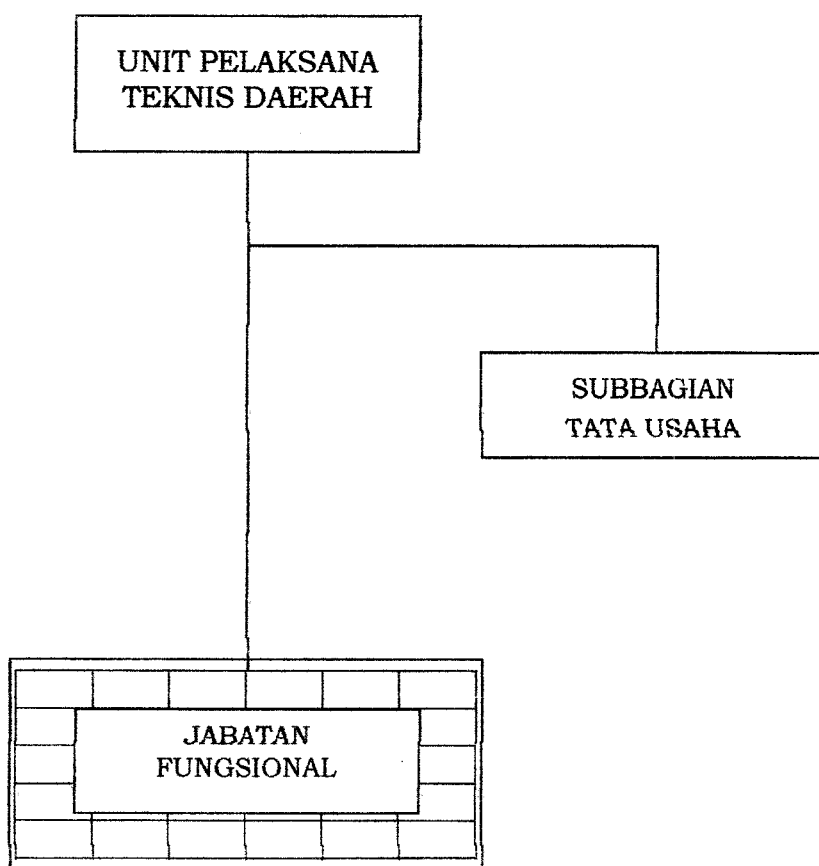 UNIT PELAKSANA
TEKNIS DAERAH
SUBBAGIAN
TATA USAHA
JABATAN
FUNGSIONAL